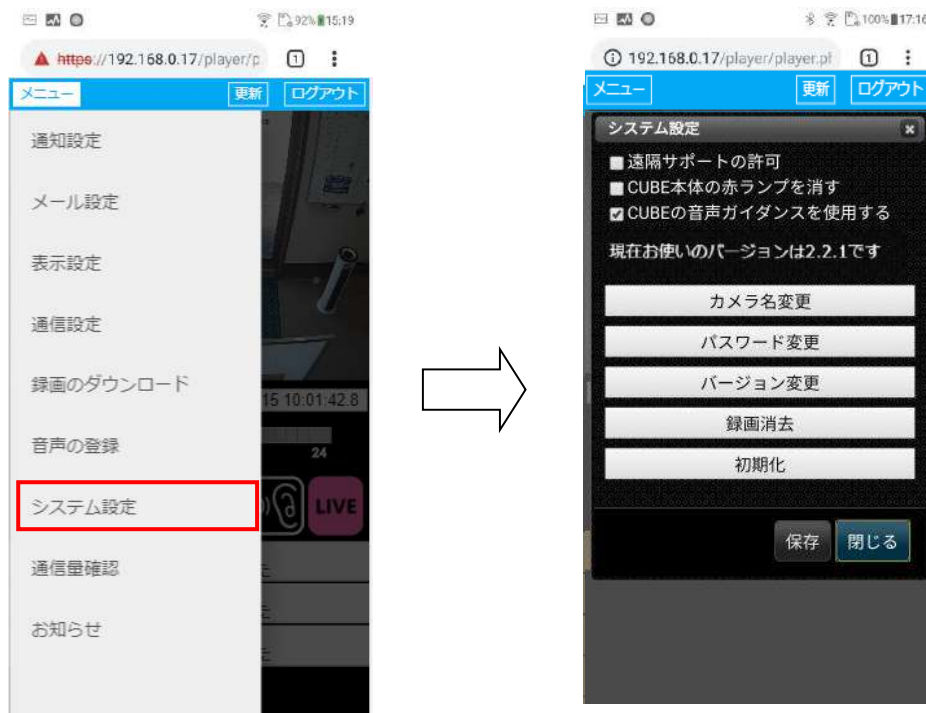 92% 15:19
https://192.168.0.17/player/p
1
メニュー 更新 ログアウト
通知設定
メール設定
表示設定
通信設定
録画のダウンロード
15 10:01:42.8
音声の登録
24
システム設定
LIVE
通信量確認
お知らせ
100% 17:16
192.168.0.17/player/player.ph
1
メニュー 更新 ログアウト
システム設定
遠隔サポートの許可
CUBE本体の赤ランプを消す
CUBEの音声ガイダンスを使用する
現在お使いのバージョンは2.2.1です
カメラ名変更
パスワード変更
バージョン変更
録画消去
初期化
保存 閉じる